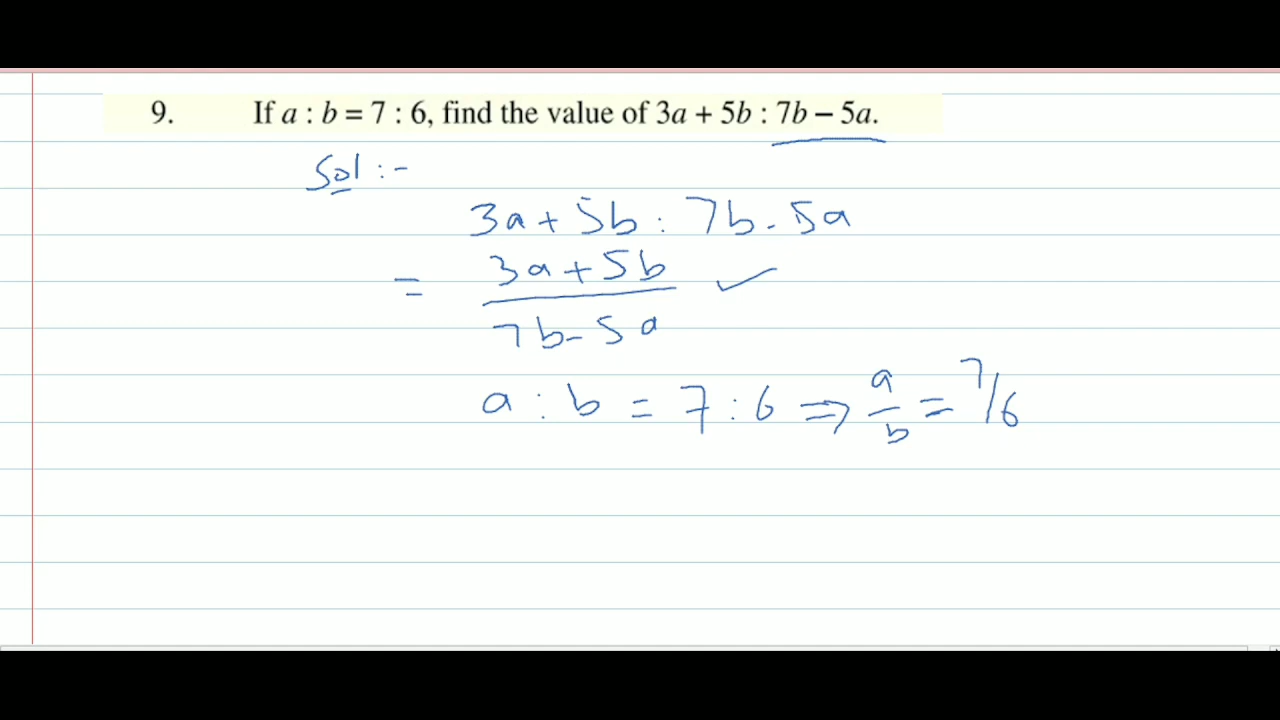 9. If a : b = 7 : 6, find the value of 3a + 5b : 7b – 5a.
Sol :-
3a + 5b : 7b - 5a
= 3a + 5b ✓
7b - 5a
a : b = 7 : 6 ⇒ a/b = 7/6